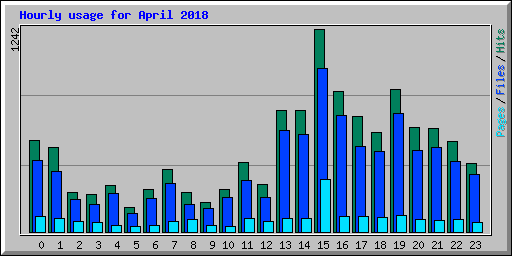 Hourly usage for April 2018
1242
Pages / Files / Hits
0 1 2 3 4 5 6 7 8 9 10 11 12 13 14 15 16 17 18 19 20 21 22 23